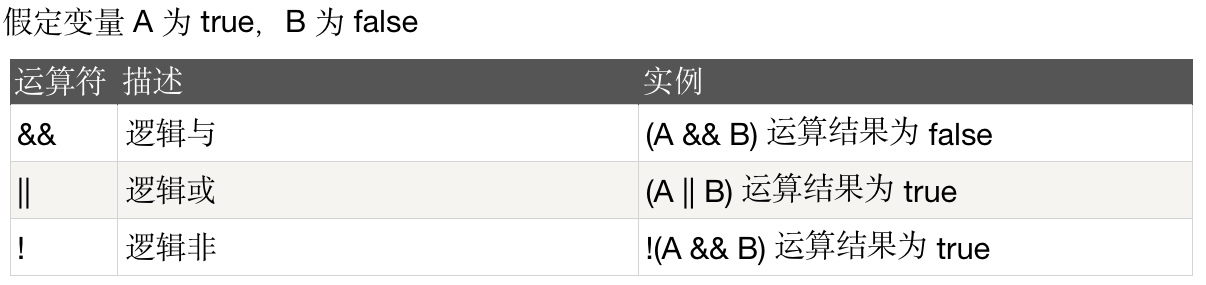 假定变量 A 为 true，B 为 false
运算符 描述 实例
&& 逻辑与 (A && B) 运算结果为 false
|| 逻辑或 (A || B) 运算结果为 true
! 逻辑非 !(A && B) 运算结果为 true